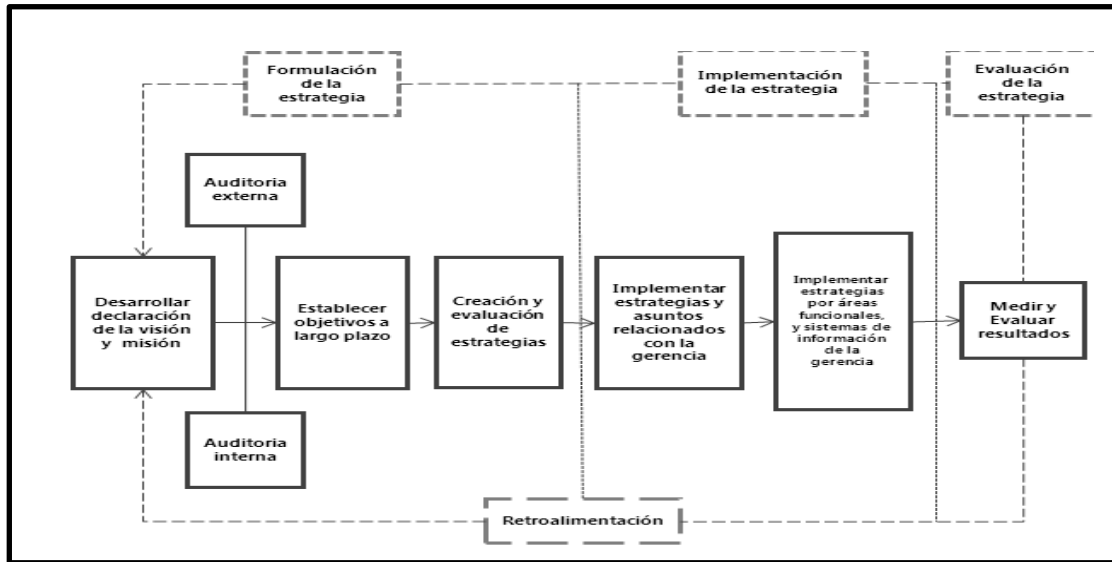 Formulación
de la
estrategia
Implementación
de la estrategia
Evaluación
de la
estrategia
Auditoria
externa
Desarrollar
declaración
de la visión
y misión
Establecer
objetivos a
largo plazo
Creación y
evaluación de
estrategias
Implementar
estrategias y
asuntos
relacionados
con la
gerencia
Implementar
estrategias
por áreas
funcionales,
y sistemas de
información
de la
gerencia
Medir y
Evaluar
resultados
Auditoria
interna
Retroalimentación